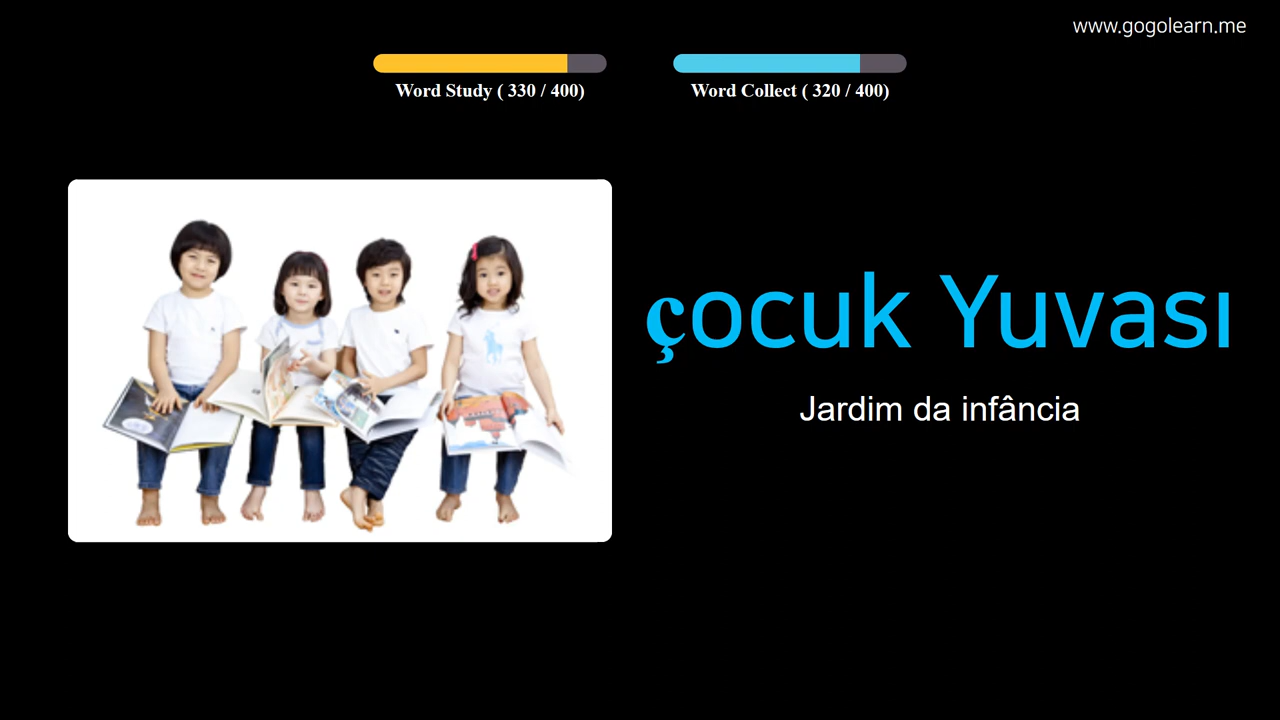 www.gogolearn.me
Word Study ( 330 / 400)
Word Collect ( 320 / 400)
çocuk Yuvası
Jardim da infância